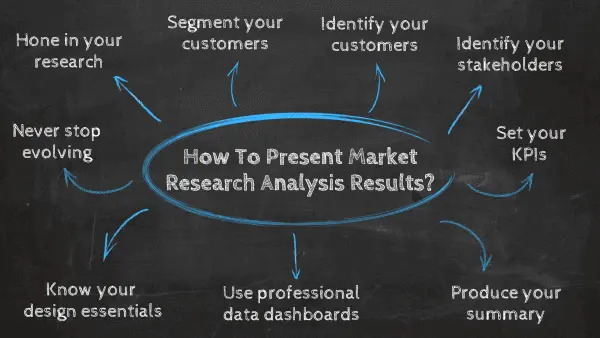 Hone in your
research
Segment your
customers
Identify your
customers
Identify your
stakeholders
Never stop
evolving
How To Present Market
Research Analysis Results?
Set your
KPIs
Know your
design essentials
Use professional
data dashboards
Produce your
summary